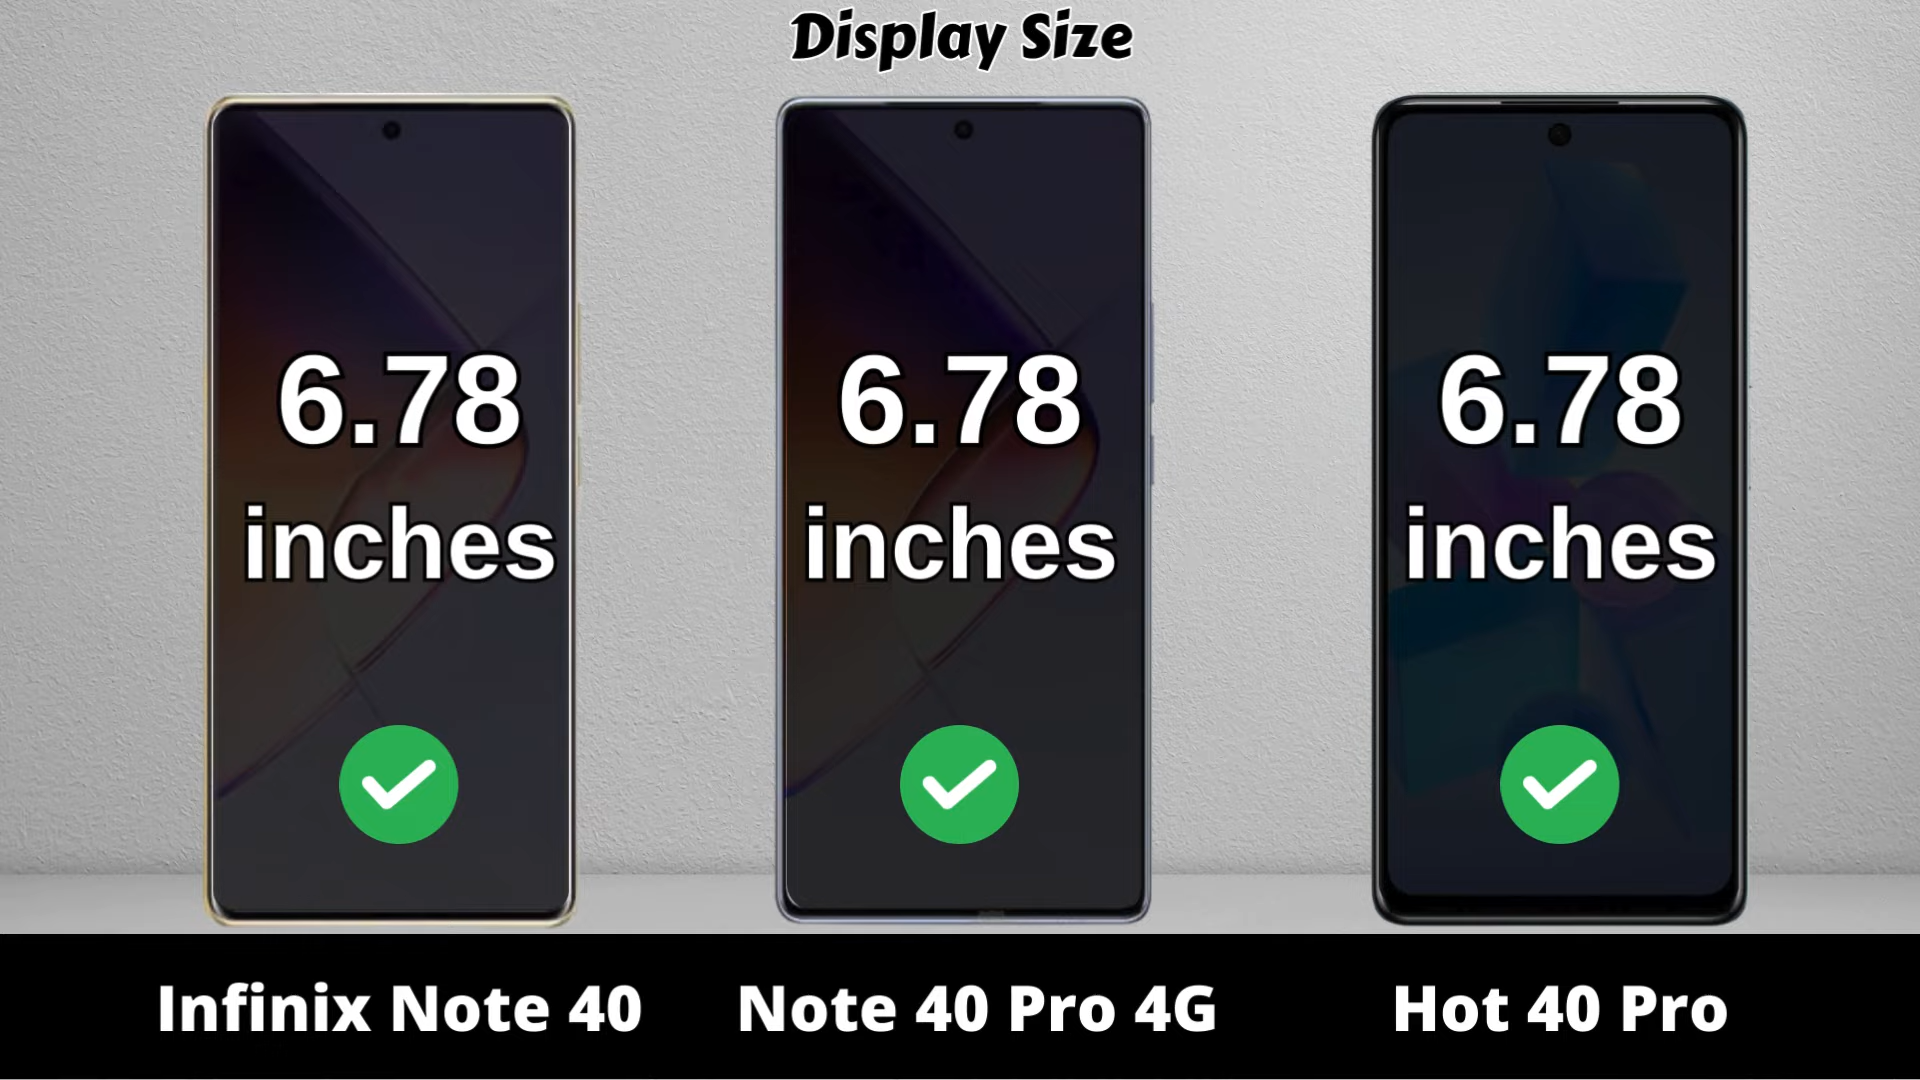 Display Size
6.78
inches
6.78
inches
6.78
inches
Infinix Note 40
Note 40 Pro 4G
Hot 40 Pro